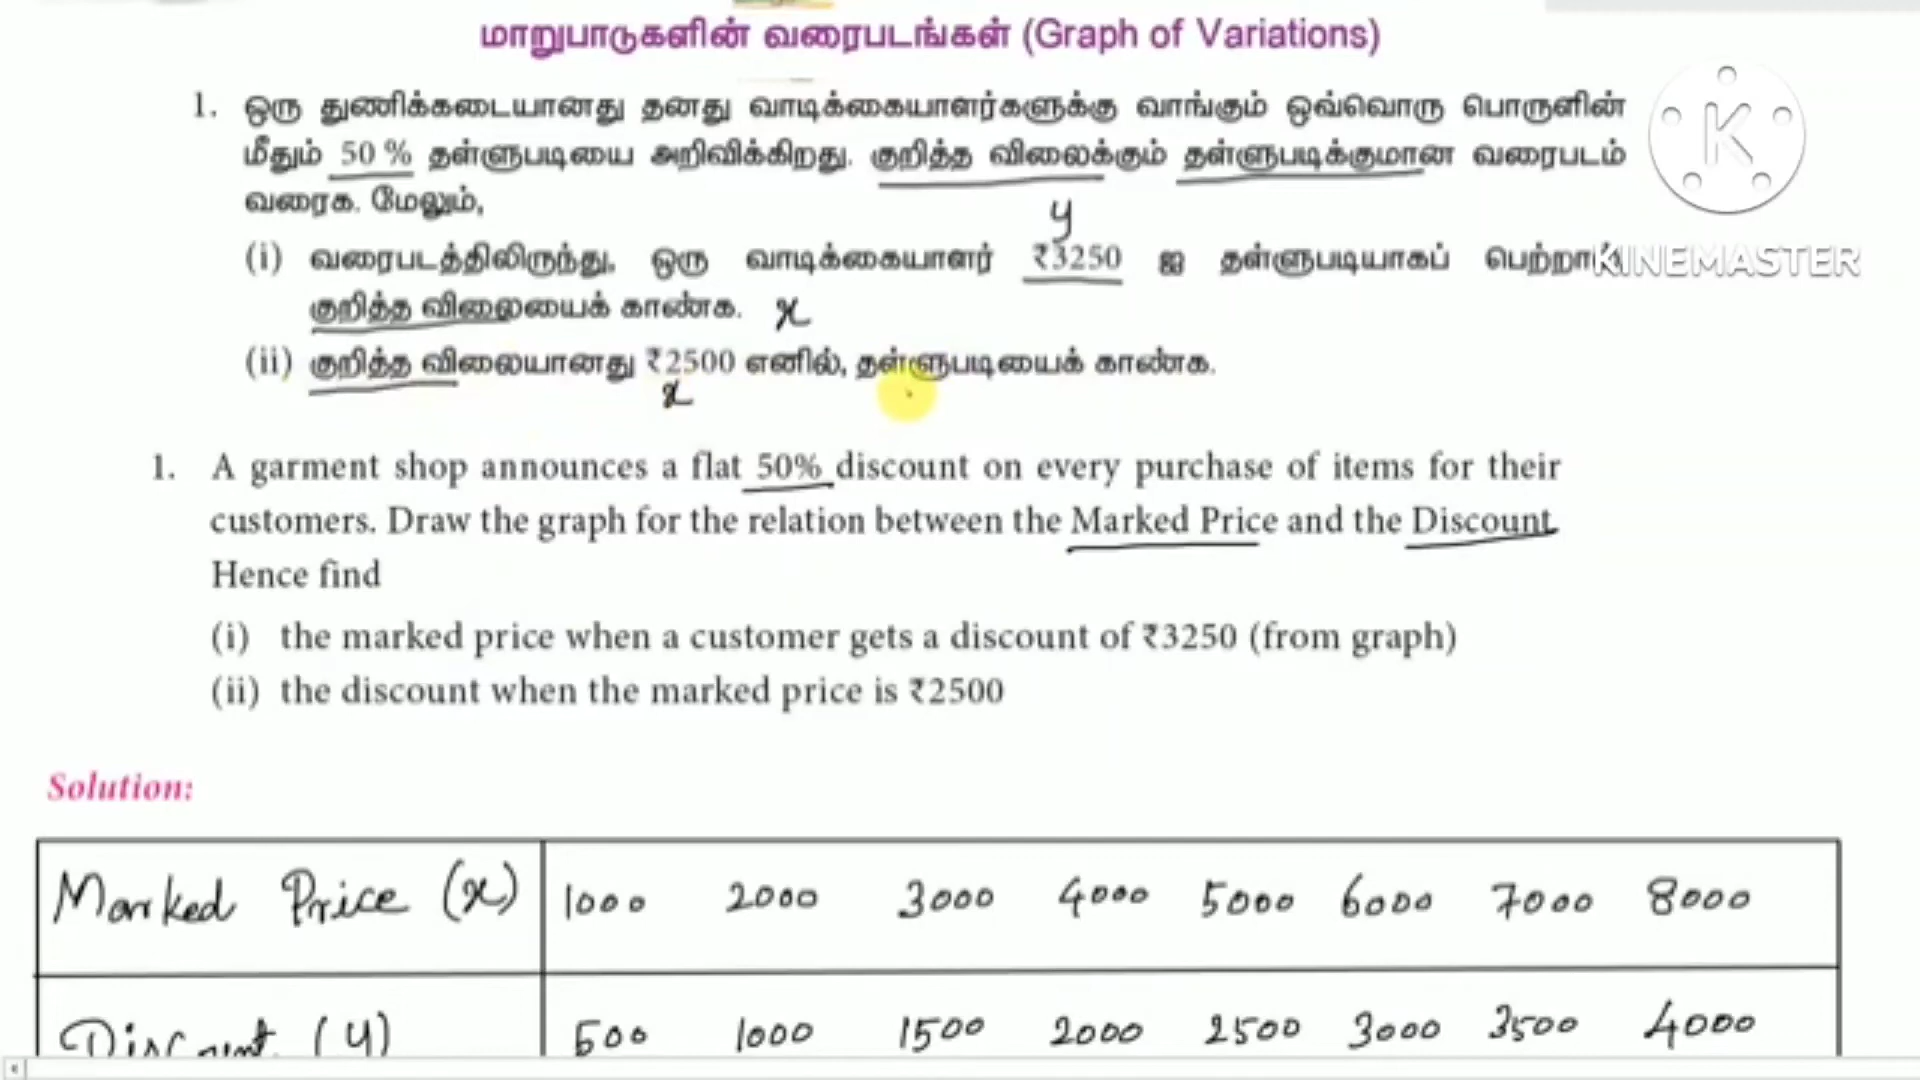 மாறுபாடுகளின் வரைபடங்கள் (Graph of Variations)
1. ஒரு துணிக்கடையானது தனது வாடிக்கையாளர்களுக்கு வாங்கும் ஒவ்வொரு பொருளின்
மீதும் 50 % தள்ளுபடியை அறிவிக்கிறது. குறித்த விலைக்கும் தள்ளுபடிக்குமான வரைபடம்
வரைக. மேலும்,
y
(i) வரைபடத்திலிருந்து, ஒரு வாடிக்கையாளர் ₹3250 ஐ தள்ளுபடியாகப்
K
KINEMASTER
குறித்த விலையைக் காண்க. x
(ii) குறித்த விலையானது ₹2500 எனில், தள்ளுபடியைக் காண்க.
x
1. A garment shop announces a flat 50% discount on every purchase of items for their
customers. Draw the graph for the relation between the Marked Price and the Discount
Hence find
(i) the marked price when a customer gets a discount of ₹3250 (from graph)
(ii) the discount when the marked price is ₹2500
Solution:
Marked Price (x) 1000 2000 3000 4000 5000 6000 7000 8000
Discount (y) 500 1000 1500 2000 2500 3000 3500 4000